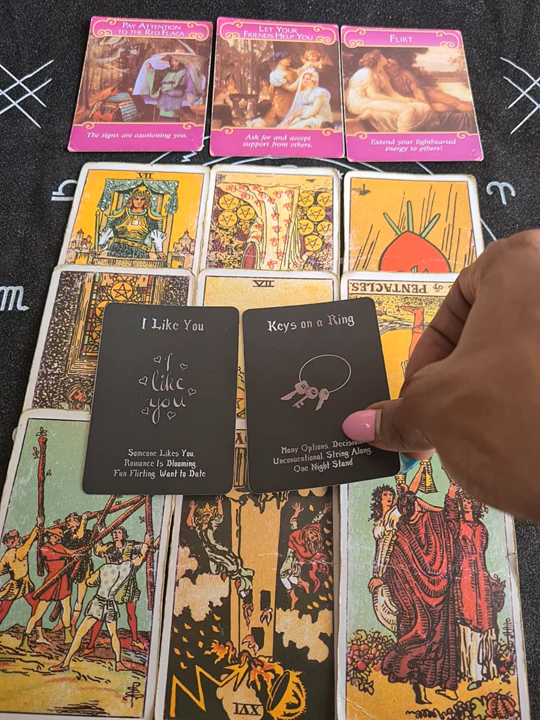 PAY ATTENTION
TO THE RED FLAGS
The signs are cautioning you.
LET YOUR
FRIENDS HELP YOU
Ask for and accept
support from others.
FLIRT
Extend your lighthearted
energy to others!
VII
VII
OF PENTACLES.
I Like You
I
like
you
Someone Likes You.
Romance Is Blooming.
Fun Flirting. Want to Date
Keys on a Ring
Many Options. Decision
Unconventional. String Along.
One Night Stand
XVI